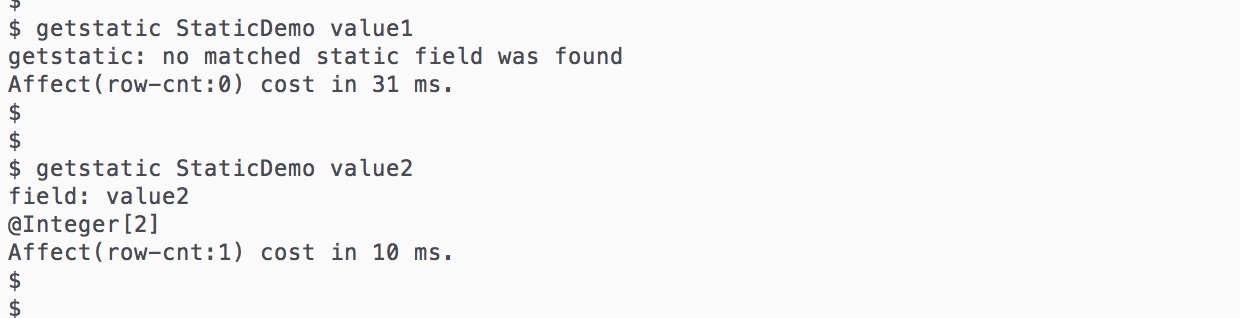 $
$ getstatic StaticDemo value1
getstatic: no matched static field was found
Affect(row-cnt:0) cost in 31 ms.
$
$
$ getstatic StaticDemo value2
field: value2
@Integer[2]
Affect(row-cnt:1) cost in 10 ms.
$
$